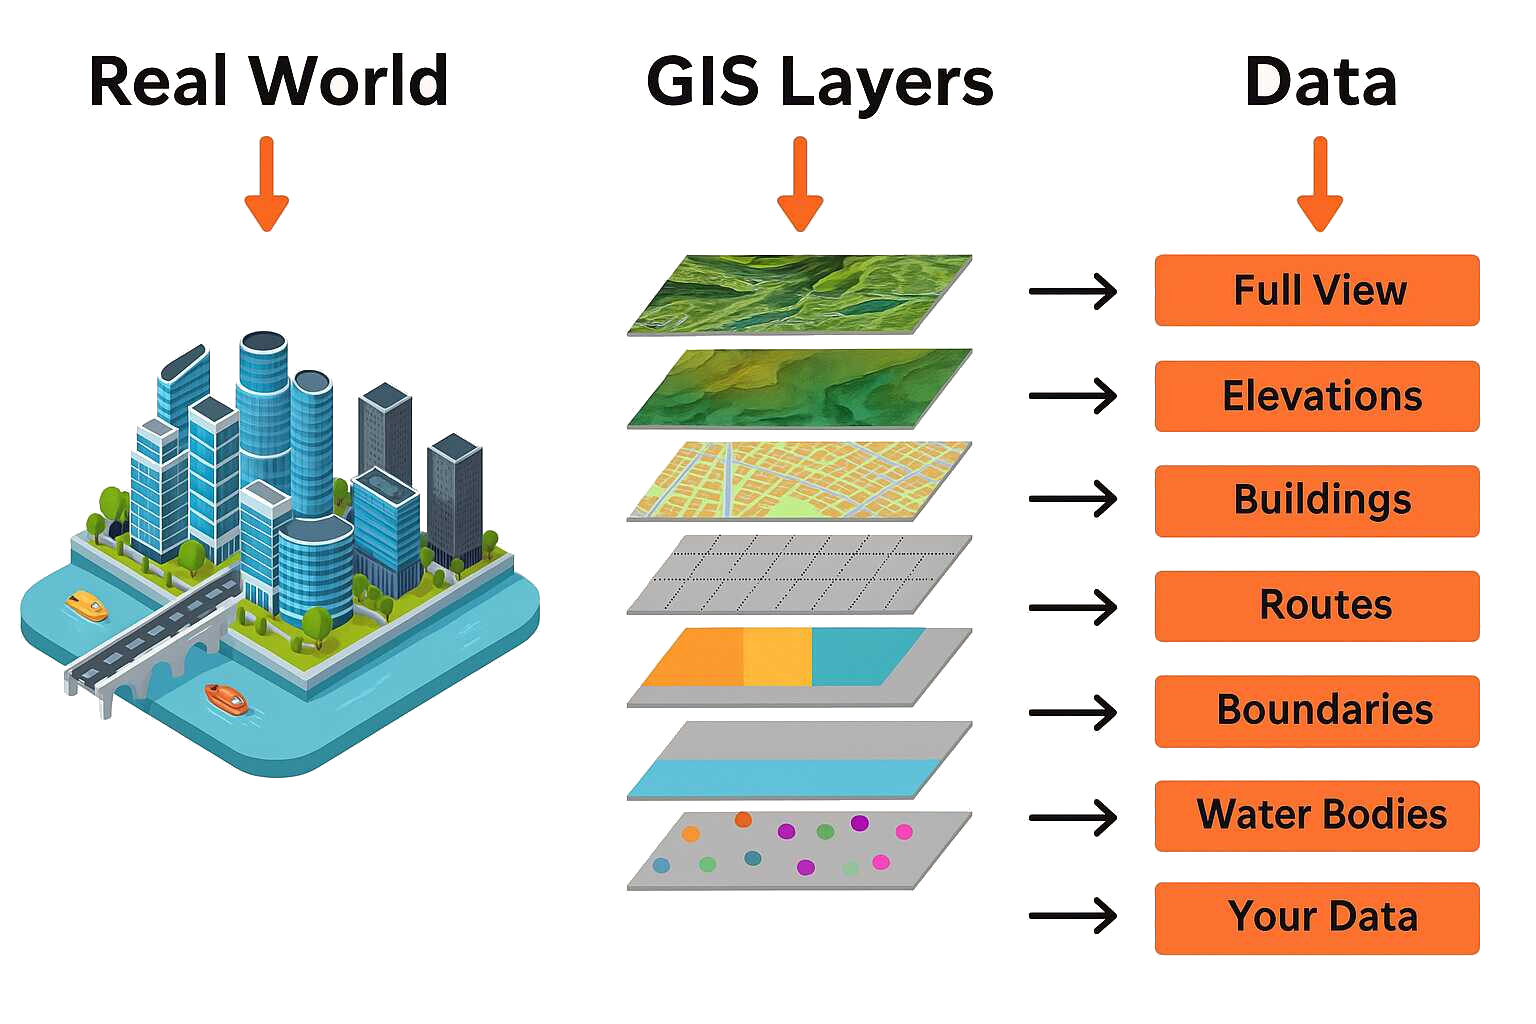 Real World
GIS Layers
Data
Full View
Elevations
Buildings
Routes
Boundaries
Water Bodies
Your Data